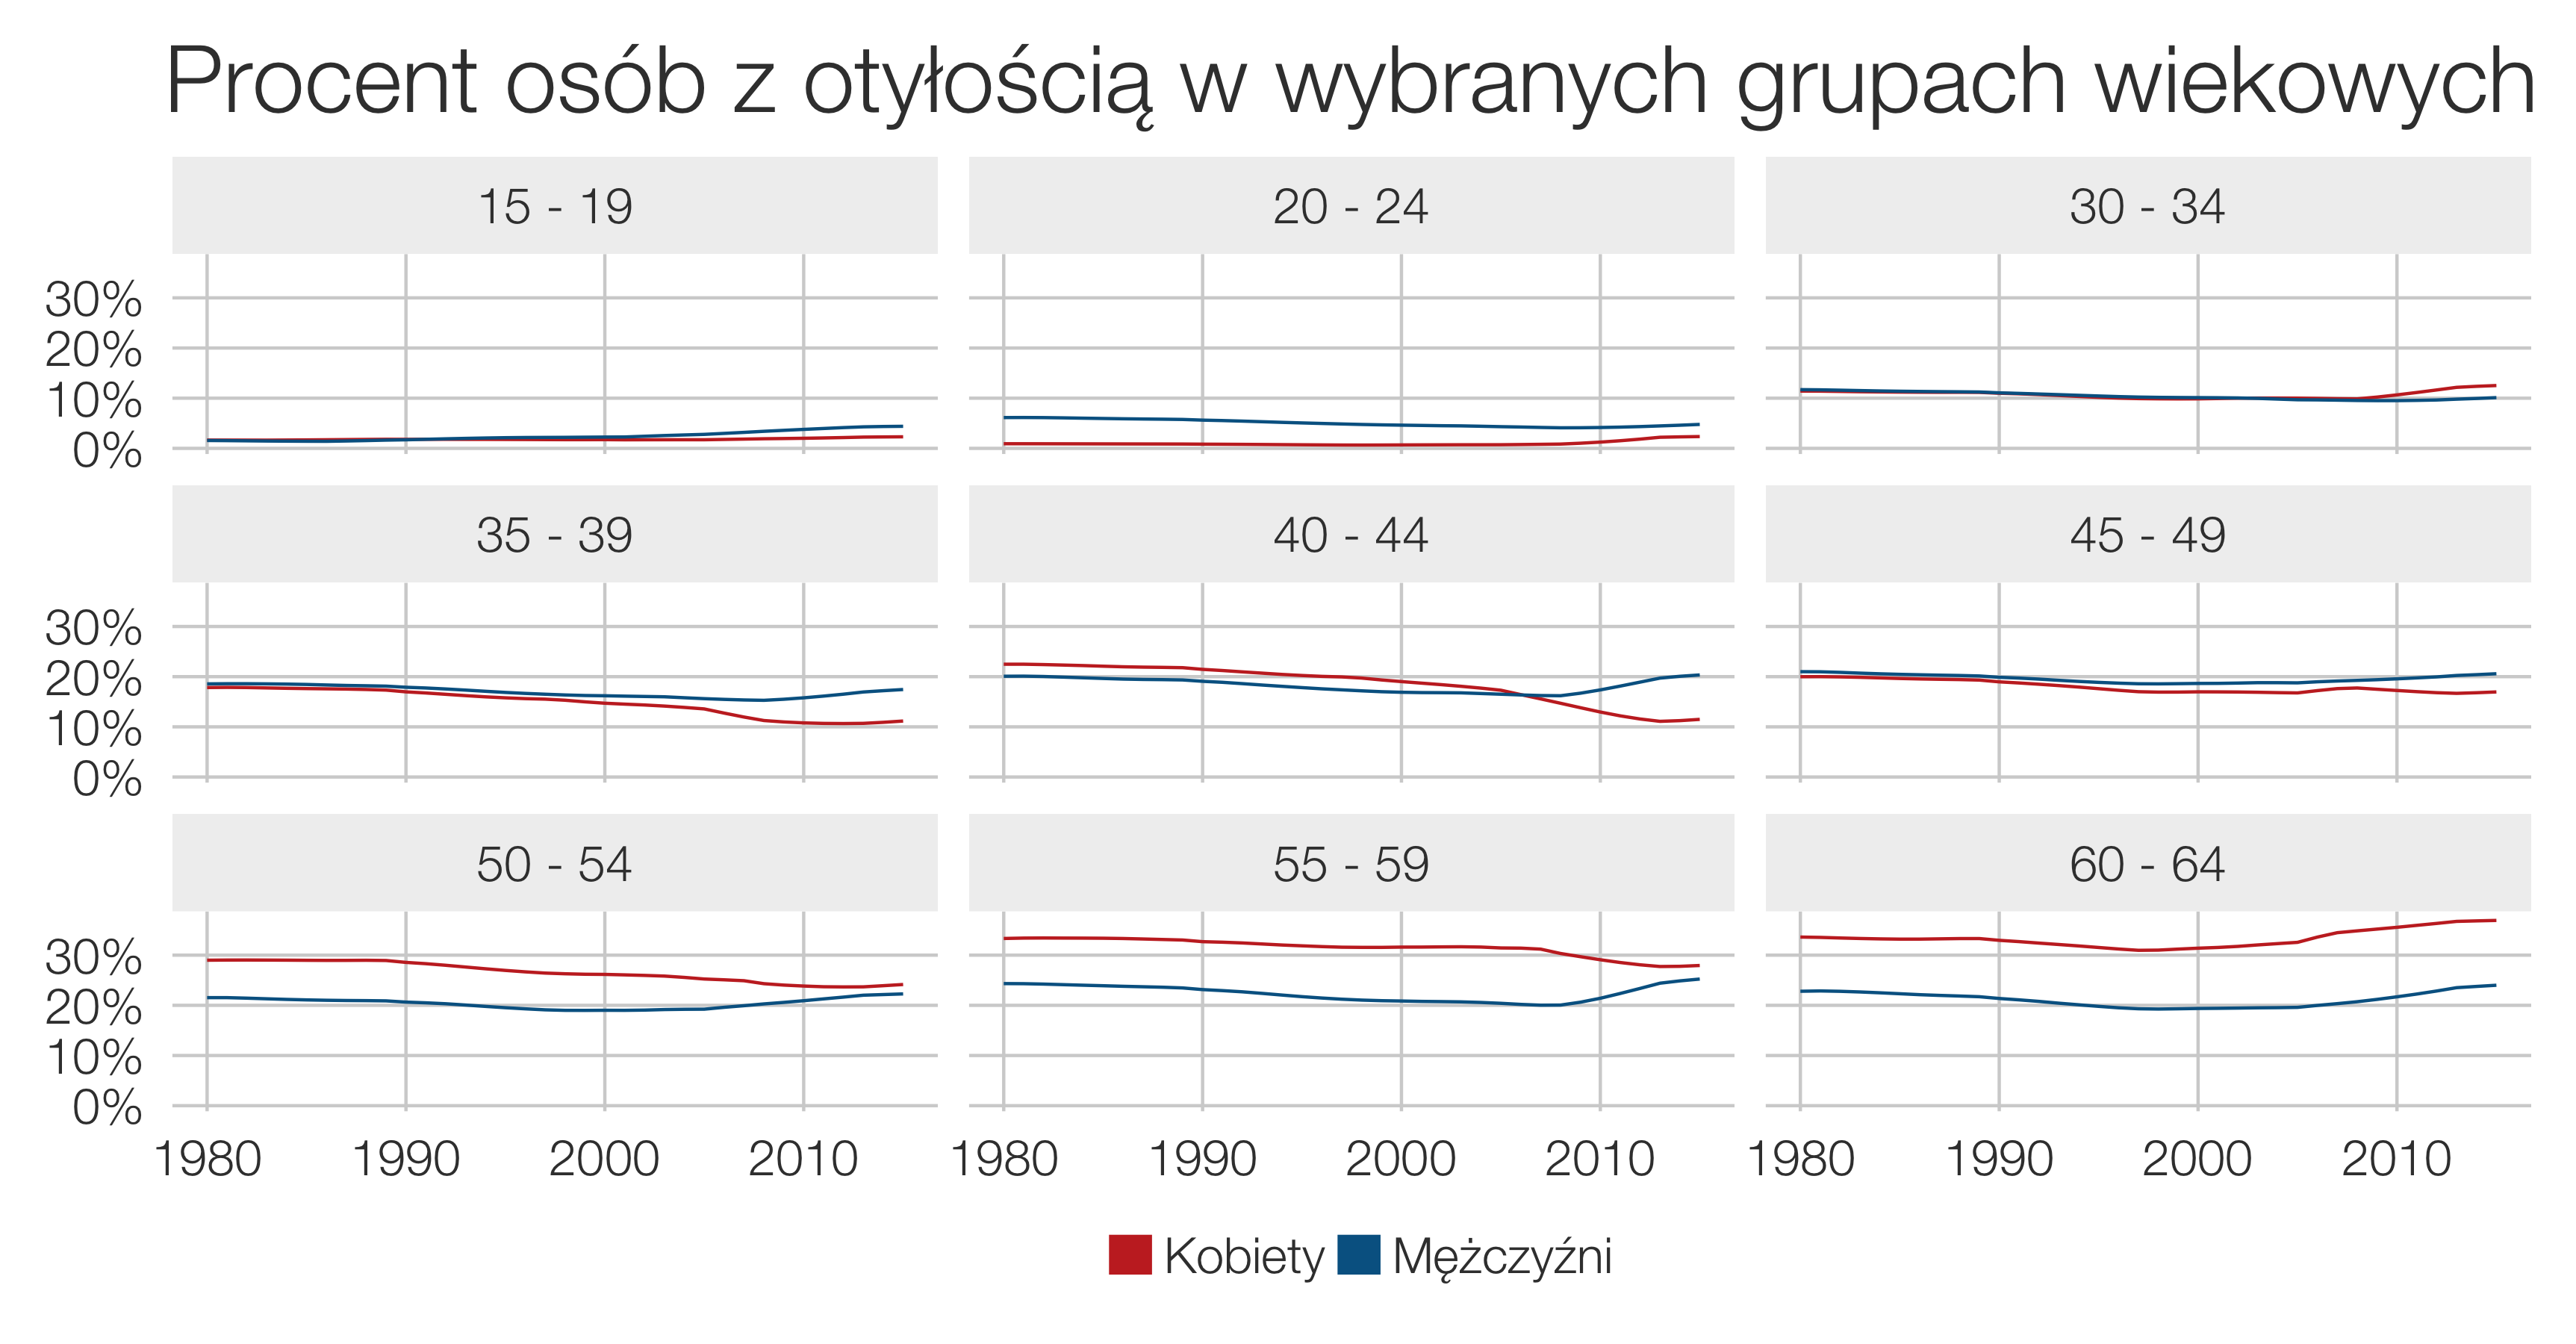 Procent osób z otyłością w wybranych grupach wiekowych
15 - 19
20 - 24
30 - 34
30%
20%
10%
0%
35 - 39
40 - 44
45 - 49
30%
20%
10%
0%
50 - 54
55 - 59
60 - 64
30%
20%
10%
0%
1980 1990 2000 2010 1980 1990 2000 2010 1980 1990 2000 2010
Kobiety Mężczyźni